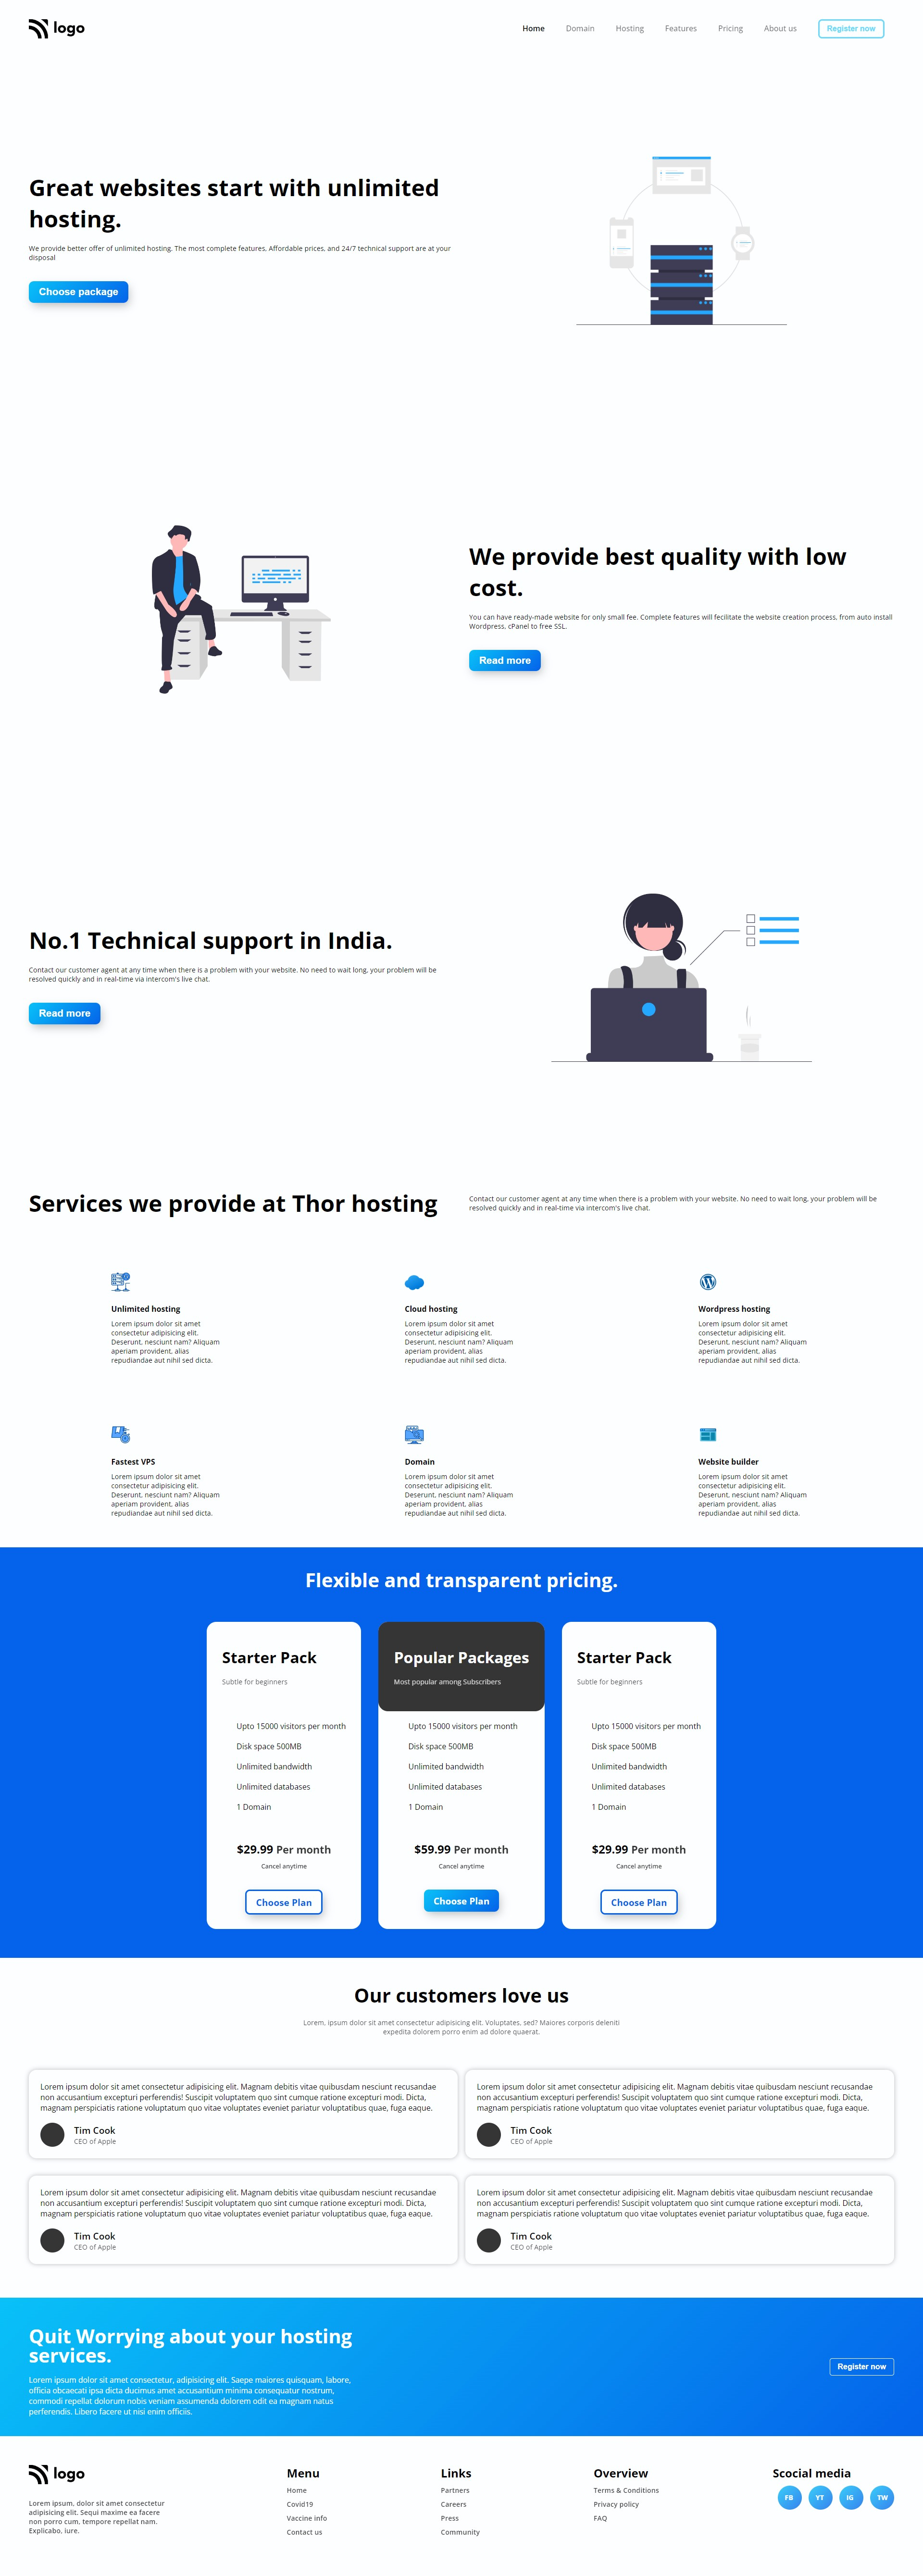 logo
Home Domain Hosting Features Pricing About us Register now
Great websites start with unlimited
hosting.
We provide better offer of unlimited hosting. The most complete features, Affordable prices, and 24/7 technical support are at your
disposal
Choose package
We provide best quality with low
cost.
You can have ready-made website for only small fee. Complete features will fecilitate the website creation process, from auto install
Wordpress, cPanel to free SSL.
Read more
No.1 Technical support in India.
Contact our customer agent at any time when there is a problem with your website. No need to wait long, your problem will be
resolved quickly and in real-time via intercom's live chat.
Read more
Services we provide at Thor hosting
Contact our customer agent at any time when there is a problem with your website. No need to wait long, your problem will be
resolved quickly and in real-time via intercom's live chat.
Unlimited hosting
Lorem ipsum dolor sit amet
consectetur adipisicing elit.
Deserunt, nesciunt nam? Aliquam
aperiam provident, alias
repudiandae aut nihil sed dicta.
Cloud hosting
Lorem ipsum dolor sit amet
consectetur adipisicing elit.
Deserunt, nesciunt nam? Aliquam
aperiam provident, alias
repudiandae aut nihil sed dicta.
Wordpress hosting
Lorem ipsum dolor sit amet
consectetur adipisicing elit.
Deserunt, nesciunt nam? Aliquam
aperiam provident, alias
repudiandae aut nihil sed dicta.
Fastest VPS
Lorem ipsum dolor sit amet
consectetur adipisicing elit.
Deserunt, nesciunt nam? Aliquam
aperiam provident, alias
repudiandae aut nihil sed dicta.
Domain
Lorem ipsum dolor sit amet
consectetur adipisicing elit.
Deserunt, nesciunt nam? Aliquam
aperiam provident, alias
repudiandae aut nihil sed dicta.
Website builder
Lorem ipsum dolor sit amet
consectetur adipisicing elit.
Deserunt, nesciunt nam? Aliquam
aperiam provident, alias
repudiandae aut nihil sed dicta.
Flexible and transparent pricing.
Starter Pack
Subtle for beginners
Upto 15000 visitors per month
Disk space 500MB
Unlimited bandwidth
Unlimited databases
1 Domain
$29.99 Per month
Cancel anytime
Choose Plan
Popular Packages
Most popular among Subscribers
Upto 15000 visitors per month
Disk space 500MB
Unlimited bandwidth
Unlimited databases
1 Domain
$59.99 Per month
Cancel anytime
Choose Plan
Starter Pack
Subtle for beginners
Upto 15000 visitors per month
Disk space 500MB
Unlimited bandwidth
Unlimited databases
1 Domain
$29.99 Per month
Cancel anytime
Choose Plan
Our customers love us
Lorem, ipsum dolor sit amet consectetur adipisicing elit. Voluptates, sed? Maiores corporis deleniti
expedita dolorem porro enim ad dolore quaerat.
Lorem ipsum dolor sit amet consectetur adipisicing elit. Magnam debitis vitae quibusdam nesciunt recusandae
non accusantium excepturi perferendis! Suscipit voluptatem quo sint cumque ratione excepturi modi. Dicta,
magnam perspiciatis ratione voluptatum quo vitae voluptates eveniet pariatur voluptatibus quae, fuga eaque.
Tim Cook
CEO of Apple
Lorem ipsum dolor sit amet consectetur adipisicing elit. Magnam debitis vitae quibusdam nesciunt recusandae
non accusantium excepturi perferendis! Suscipit voluptatem quo sint cumque ratione excepturi modi. Dicta,
magnam perspiciatis ratione voluptatum quo vitae voluptates eveniet pariatur voluptatibus quae, fuga eaque.
Tim Cook
CEO of Apple
Lorem ipsum dolor sit amet consectetur adipisicing elit. Magnam debitis vitae quibusdam nesciunt recusandae
non accusantium excepturi perferendis! Suscipit voluptatem quo sint cumque ratione excepturi modi. Dicta,
magnam perspiciatis ratione voluptatum quo vitae voluptates eveniet pariatur voluptatibus quae, fuga eaque.
Tim Cook
CEO of Apple
Lorem ipsum dolor sit amet consectetur adipisicing elit. Magnam debitis vitae quibusdam nesciunt recusandae
non accusantium excepturi perferendis! Suscipit voluptatem quo sint cumque ratione excepturi modi. Dicta,
magnam perspiciatis ratione voluptatum quo vitae voluptates eveniet pariatur voluptatibus quae, fuga eaque.
Tim Cook
CEO of Apple
Quit Worrying about your hosting
services.
Lorem ipsum dolor sit amet consectetur, adipisicing elit. Saepe maiores quisquam, labore,
officia obcaecati ipsa dicta ducimus amet accusantium minima consequatur nostrum,
commodi repellat dolorum nobis veniam assumenda dolorem odit ea magnam natus
perferendis. Libero facere ut nisi enim officiis.
Register now
logo
Lorem ipsum, dolor sit amet consectetur
adipisicing elit. Sequi maxime ea facere
non porro cum, tempore repellat nam.
Explicabo, iure.
Menu
Home
Covid19
Vaccine info
Contact us
Links
Partners
Careers
Press
Community
Overview
Terms & Conditions
Privacy policy
FAQ
Scocial media
FB YT IG TW